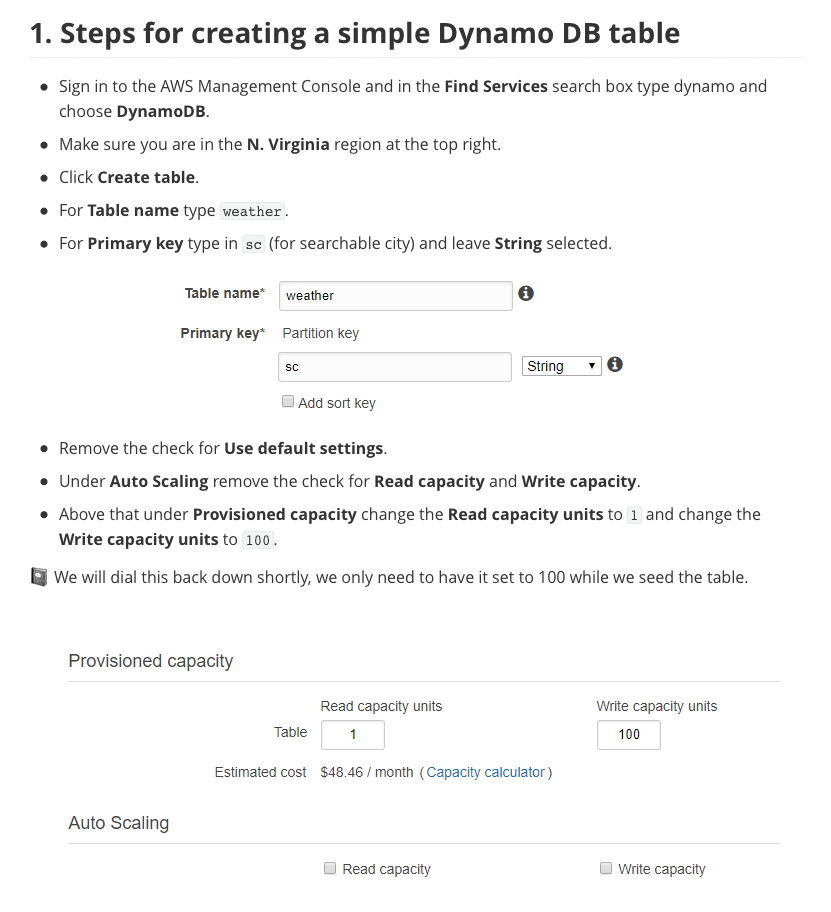 1. Steps for creating a simple Dynamo DB table
Sign in to the AWS Management Console and in the Find Services search box type dynamo and
choose DynamoDB.
Make sure you are in the N. Virginia region at the top right.
Click Create table.
For Table name type weather.
For Primary key type in sc (for searchable city) and leave String selected.
Table name* weather
Primary key* Partition key
sc String
Add sort key
Remove the check for Use default settings.
Under Auto Scaling remove the check for Read capacity and Write capacity.
Above that under Provisioned capacity change the Read capacity units to 1 and change the
Write capacity units to 100.
We will dial this back down shortly, we only need to have it set to 100 while we seed the table.
Provisioned capacity
Read capacity units Write capacity units
Table 1 100
Estimated cost $48.46 / month (Capacity calculator)
Auto Scaling
Read capacity Write capacity